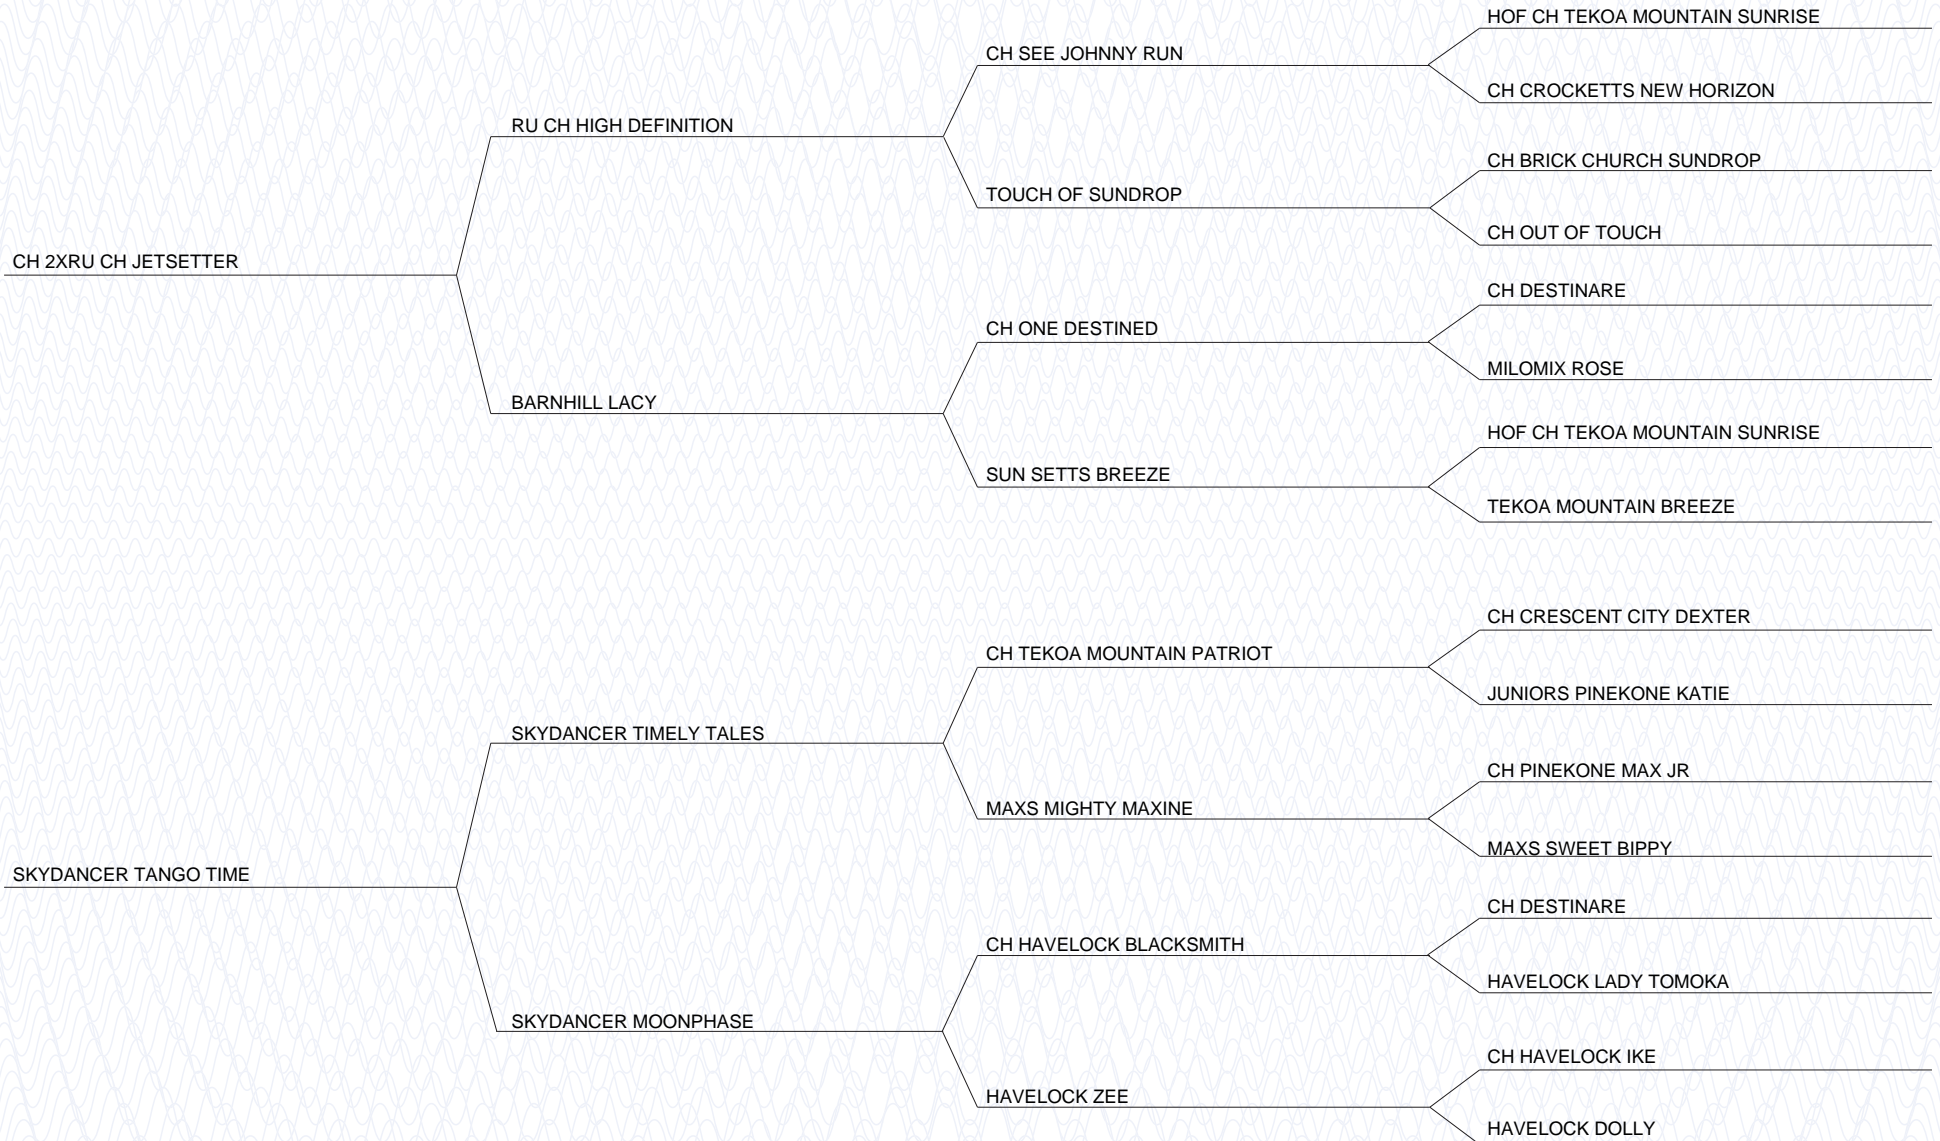 HOF CH TEKOA MOUNTAIN SUNRISE
CH SEE JOHNNY RUN
CH CROCKETTS NEW HORIZON
RU CH HIGH DEFINITION
CH BRICK CHURCH SUNDROP
TOUCH OF SUNDROP
CH OUT OF TOUCH
CH 2XRU CH JETSETTER
CH DESTINARE
CH ONE DESTINED
MILOMIX ROSE
BARNHILL LACY
HOF CH TEKOA MOUNTAIN SUNRISE
SUN SETTS BREEZE
TEKOA MOUNTAIN BREEZE
CH CRESCENT CITY DEXTER
CH TEKOA MOUNTAIN PATRIOT
JUNIORS PINEKONE KATIE
SKYDANCER TIMELY TALES
CH PINEKONE MAX JR
MAXS MIGHTY MAXINE
MAXS SWEET BIPPY
SKYDANCER TANGO TIME
CH DESTINARE
CH HAVELOCK BLACKSMITH
HAVELOCK LADY TOMOKA
SKYDANCER MOONPHASE
CH HAVELOCK IKE
HAVELOCK ZEE
HAVELOCK DOLLY